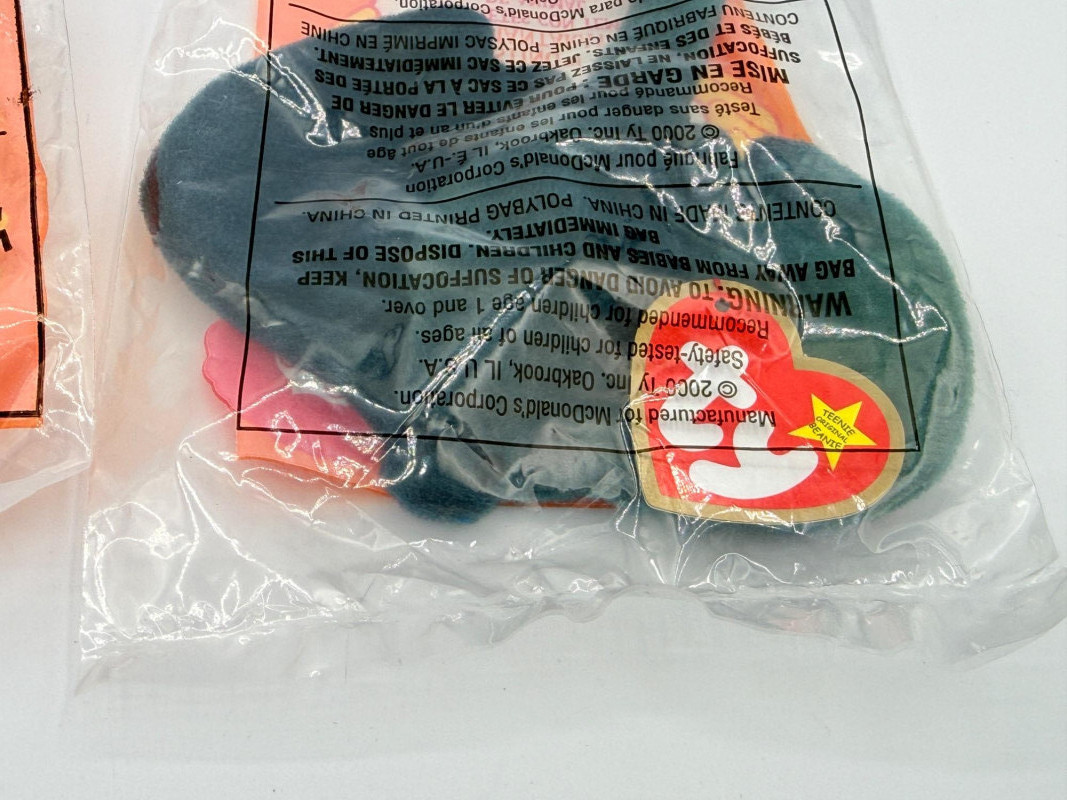 Manufactured for McDonald's Corporation.
© 2000 Ty Inc. Oakbrook, IL U.S.A.
Safety-tested for children of all ages.
Recommended for children age 1 and over.
WARNING: TO AVOID DANGER OF SUFFOCATION, KEEP
BAG AWAY FROM BABIES AND CHILDREN. DISPOSE OF THIS
BAG IMMEDIATELY.
CONTENTS MADE IN CHINA. POLYBAG PRINTED IN CHINA.
Fabriqué pour McDonald's Corporation
© 2000 Ty Inc. Oakbrook, IL É.-U.A.
Testé sans danger pour les enfants de tout âge
Recommandé pour les enfants d'un an et plus
MISE EN GARDE : POUR ÉVITER LE DANGER DE
SUFFOCATION, NE LAISSEZ PAS CE SAC À LA PORTÉE DES
BÉBÉS ET DES ENFANTS. JETEZ CE SAC IMMÉDIATEMENT.
CONTENU FABRIQUÉ EN CHINE. POLYSAC IMPRIMÉ EN CHINE
para McDonald's Corporation.
ty
TEENIE
ORIGINAL
BEANIE